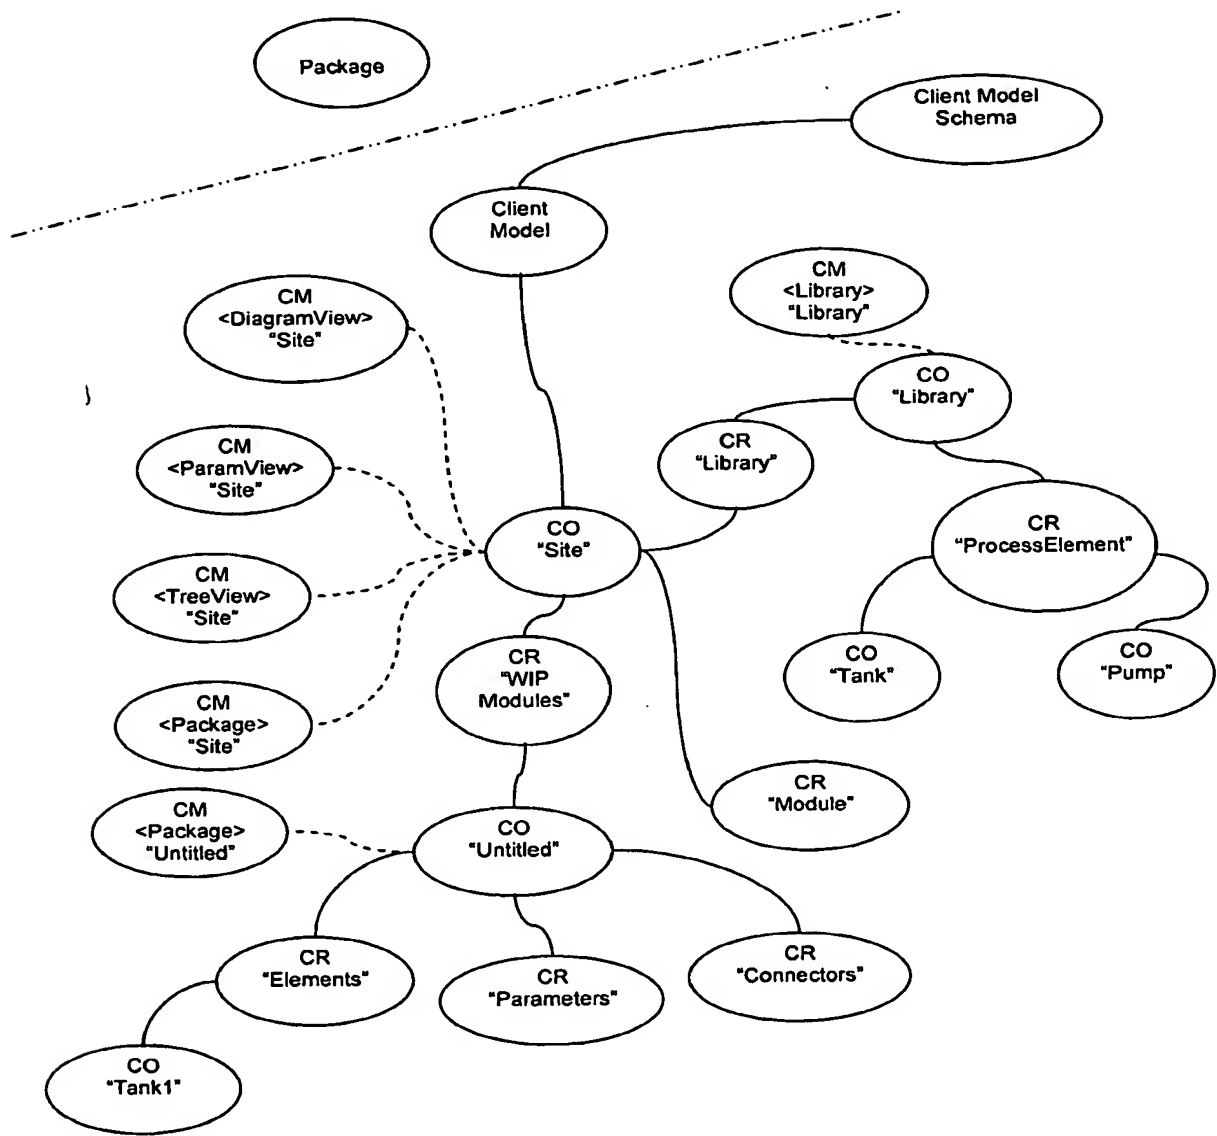 Package
Client Model
Schema
Client
Model
CM
<DiagramView>
"Site"
CM
<Library>
"Library"
CO
"Library"
CM
<ParamView>
"Site"
CR
"Library"
CR
"ProcessElement"
CO
"Site"
CM
<TreeView>
"Site"
CR
"WIP
Modules"
CO
"Tank"
CO
"Pump"
CM
<Package>
"Site"
CR
"Module"
CM
<Package>
"Untitled"
CO
"Untitled"
CR
"Elements"
CR
"Parameters"
CR
"Connectors"
CO
"Tank1"